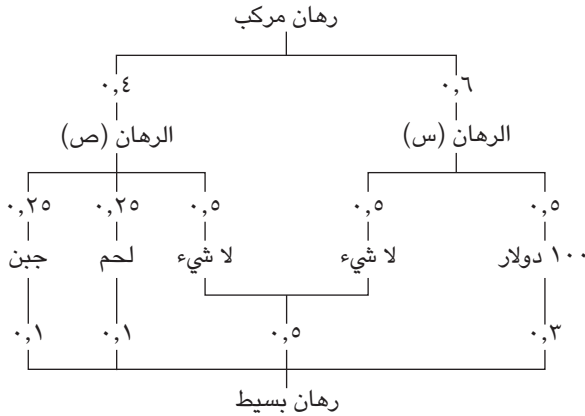 رهان مركب
٠٫٦ ٠٫٤
الرهان (س) الرهان (ص)
٠٫٥ ٠٫٥ ٠٫٥ ٠٫٢٥ ٠٫٢٥
١٠٠ دولار لا شيء لا شيء لحم جبن
٠٫٣ ٠٫٥ ٠٫١ ٠٫١
رهان بسيط